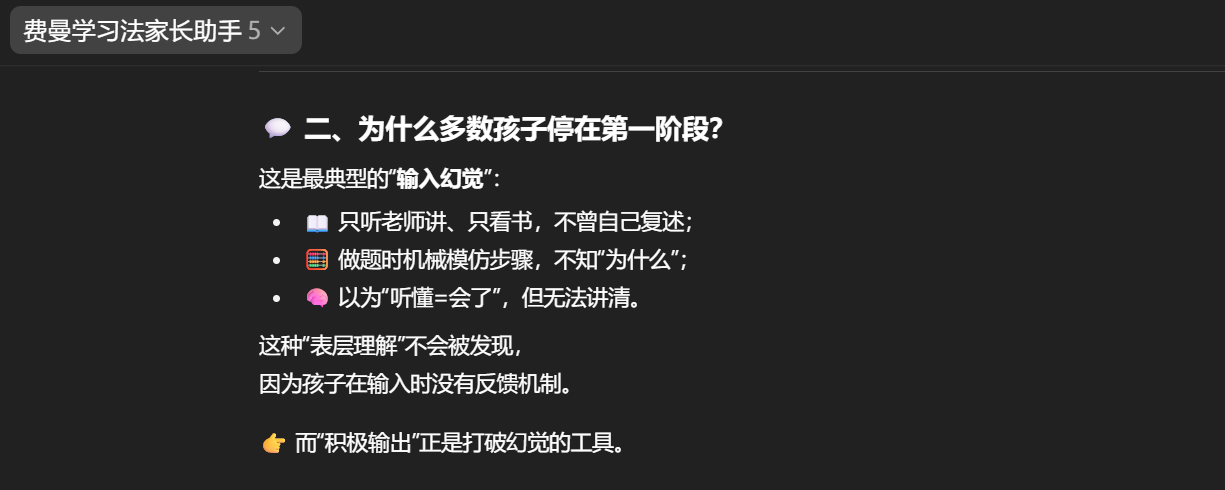 费曼学习法家长助手 5
💬 二、为什么多数孩子停在第一阶段？
这是最典型的“输入幻觉”：
• 📖 只听老师讲、只看书，不曾自己复述；
• 🧮 做题时机械模仿步骤，不知“为什么”；
• 🧠 以为“听懂=会了”，但无法讲清。
这种“表层理解”不会被发现，
因为孩子在输入时没有反馈机制。
👉 而“积极输出”正是打破幻觉的工具。